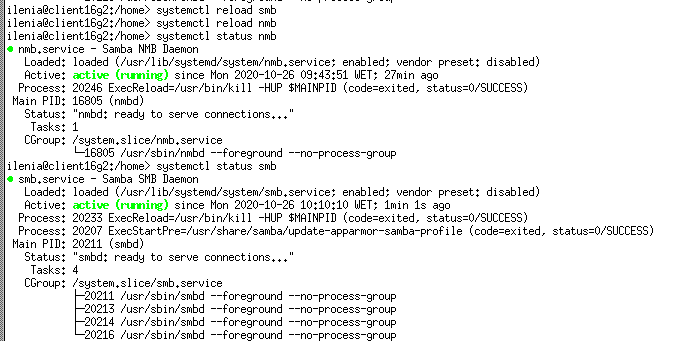 ilenia@client16g2:/home> systemctl reload smb
ilenia@client16g2:/home> systemctl reload nmb
ilenia@client16g2:/home> systemctl status nmb
● nmb.service - Samba NMB Daemon
   Loaded: loaded (/usr/lib/systemd/system/nmb.service; enabled; vendor preset: disabled)
   Active: active (running) since Mon 2020-10-26 09:43:51 WET; 27min ago
  Process: 20246 ExecReload=/usr/bin/kill -HUP $MAINPID (code=exited, status=0/SUCCESS)
 Main PID: 16805 (nmbd)
   Status: "nmbd: ready to serve connections..."
    Tasks: 1
   CGroup: /system.slice/nmb.service
           └─16805 /usr/sbin/nmbd --foreground --no-process-group
ilenia@client16g2:/home> systemctl status smb
● smb.service - Samba SMB Daemon
   Loaded: loaded (/usr/lib/systemd/system/smb.service; enabled; vendor preset: disabled)
   Active: active (running) since Mon 2020-10-26 10:10:10 WET; 1min 1s ago
  Process: 20233 ExecReload=/usr/bin/kill -HUP $MAINPID (code=exited, status=0/SUCCESS)
  Process: 20207 ExecStartPre=/usr/share/samba/update-apparmor-samba-profile (code=exited, status=0/SUCCESS)
 Main PID: 20211 (smbd)
   Status: "smbd: ready to serve connections..."
    Tasks: 4
   CGroup: /system.slice/smb.service
           ├─20211 /usr/sbin/smbd --foreground --no-process-group
           ├─20213 /usr/sbin/smbd --foreground --no-process-group
           ├─20214 /usr/sbin/smbd --foreground --no-process-group
           └─20216 /usr/sbin/smbd --foreground --no-process-group